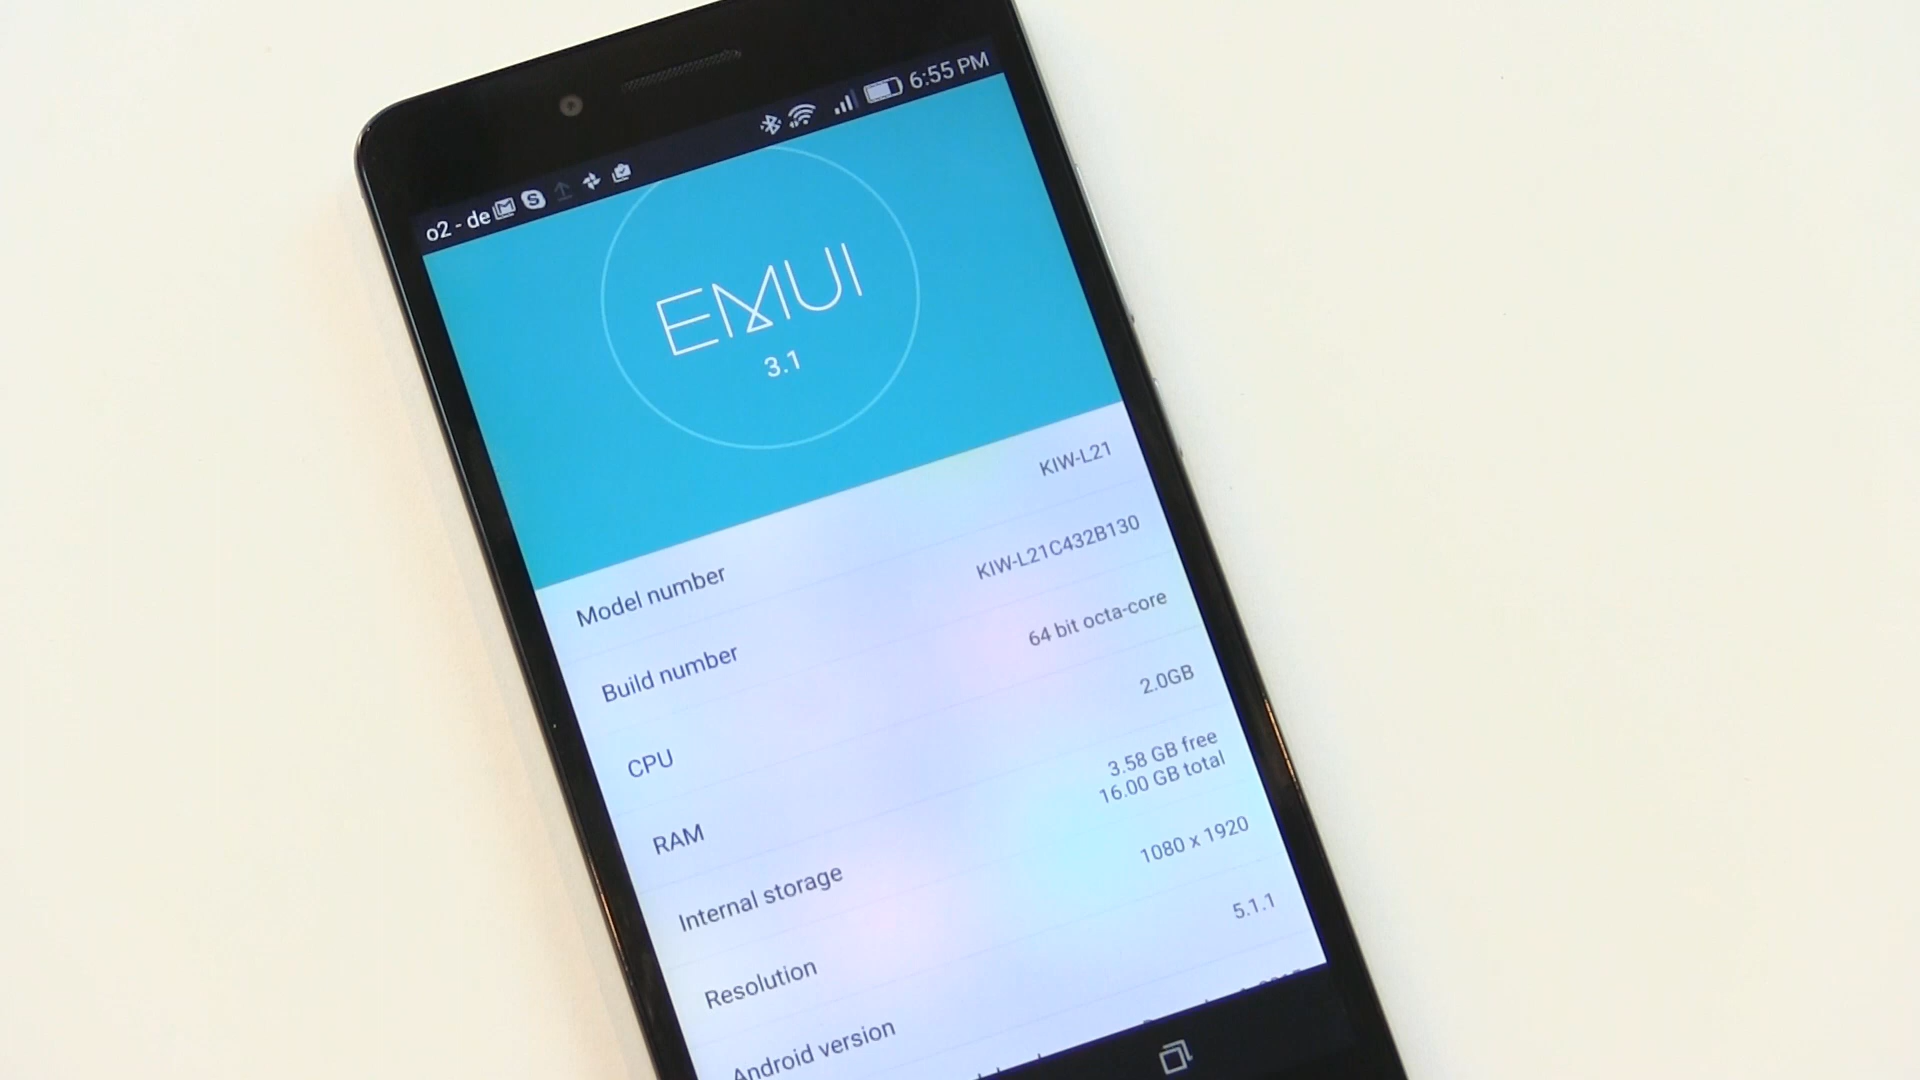 o2 - de 6:55 PM
EMUI
3.1
Model number KIW-L21
Build number KIW-L21C432B130
CPU 64 bit octa-core
RAM 2.0GB
Internal storage 3.58 GB free
16.00 GB total
Resolution 1080 x 1920
Android version 5.1.1